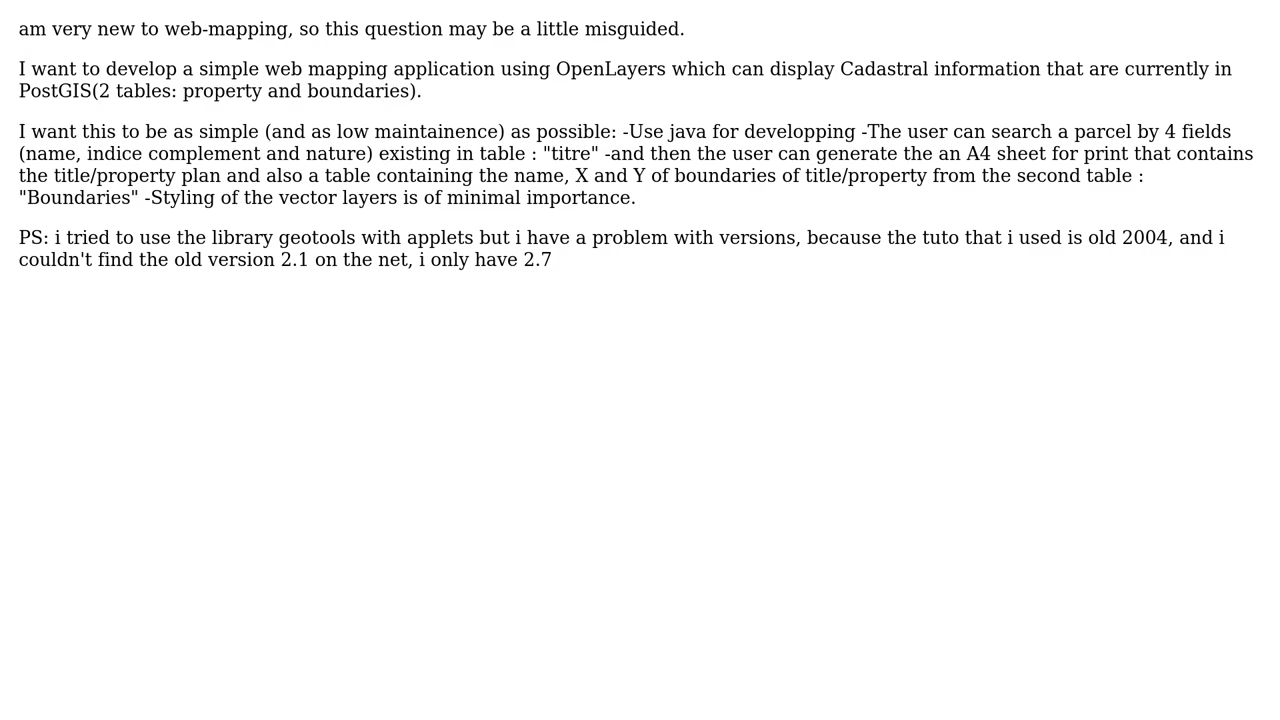 am very new to web-mapping, so this question may be a little misguided.
I want to develop a simple web mapping application using OpenLayers which can display Cadastral information that are currently in
PostGIS(2 tables: property and boundaries).
I want this to be as simple (and as low maintainence) as possible: -Use java for developping -The user can search a parcel by 4 fields
(name, indice complement and nature) existing in table : "titre" -and then the user can generate the an A4 sheet for print that contains
the title/property plan and also a table containing the name, X and Y of boundaries of title/property from the second table :
"Boundaries" -Styling of the vector layers is of minimal importance.
PS: i tried to use the library geotools with applets but i have a problem with versions, because the tuto that i used is old 2004, and i
couldn't find the old version 2.1 on the net, i only have 2.7